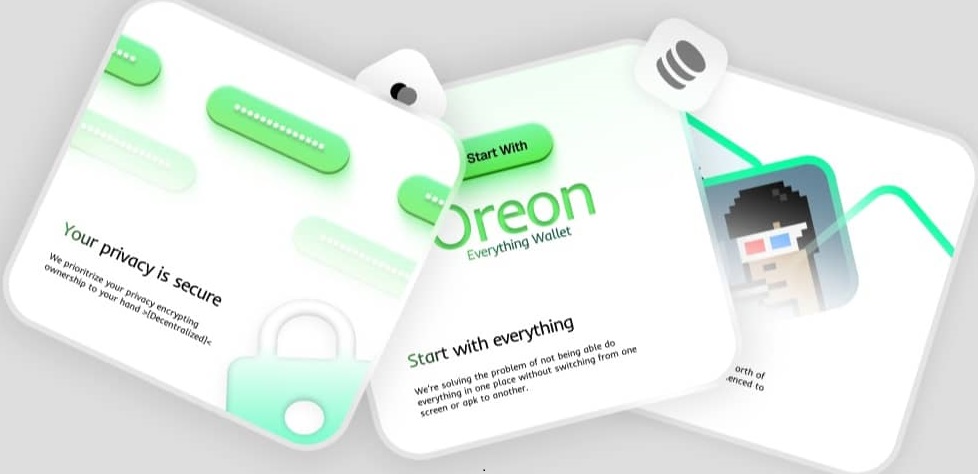 Your privacy is secure
We prioritrize your privacy encrypting
ownership to your hand >[Decentralized]<
Start With
Oreon
Everything Wallet
Start with everything
We're solving the problem of not being able do
everything in one place without switching from one
screen or apk to another.
orth of
enced to